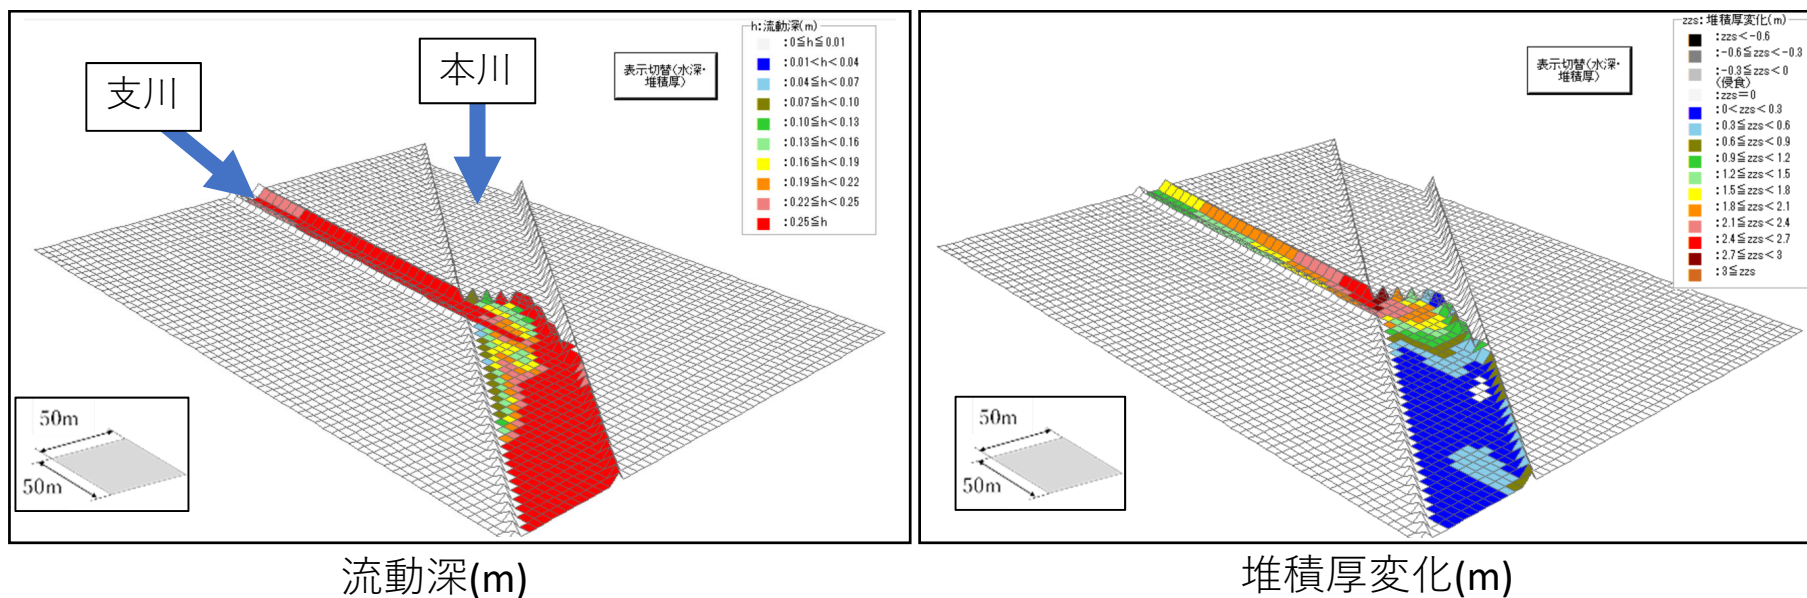 支川
本川
表示切替(水深・
堆積厚)
h:流動深(m)
:0≦h≦0.01
:0.01<h<0.04
:0.04≦h<0.07
:0.07≦h<0.10
:0.10≦h<0.13
:0.13≦h<0.16
:0.16≦h<0.19
:0.19≦h<0.22
:0.22≦h<0.25
:0.25≦h
50m
50m
流動深(m)
表示切替(水深・
堆積厚)
zzs:堆積厚変化(m)
:zzs<-0.6
:-0.6≦zzs<-0.3
:-0.3≦zzs<0
(侵食)
:zzs=0
:0<zzs<0.3
:0.3≦zzs<0.6
:0.6≦zzs<0.9
:0.9≦zzs<1.2
:1.2≦zzs<1.5
:1.5≦zzs<1.8
:1.8≦zzs<2.1
:2.1≦zzs<2.4
:2.4≦zzs<2.7
:2.7≦zzs<3
:3≦zzs
50m
50m
堆積厚変化(m)